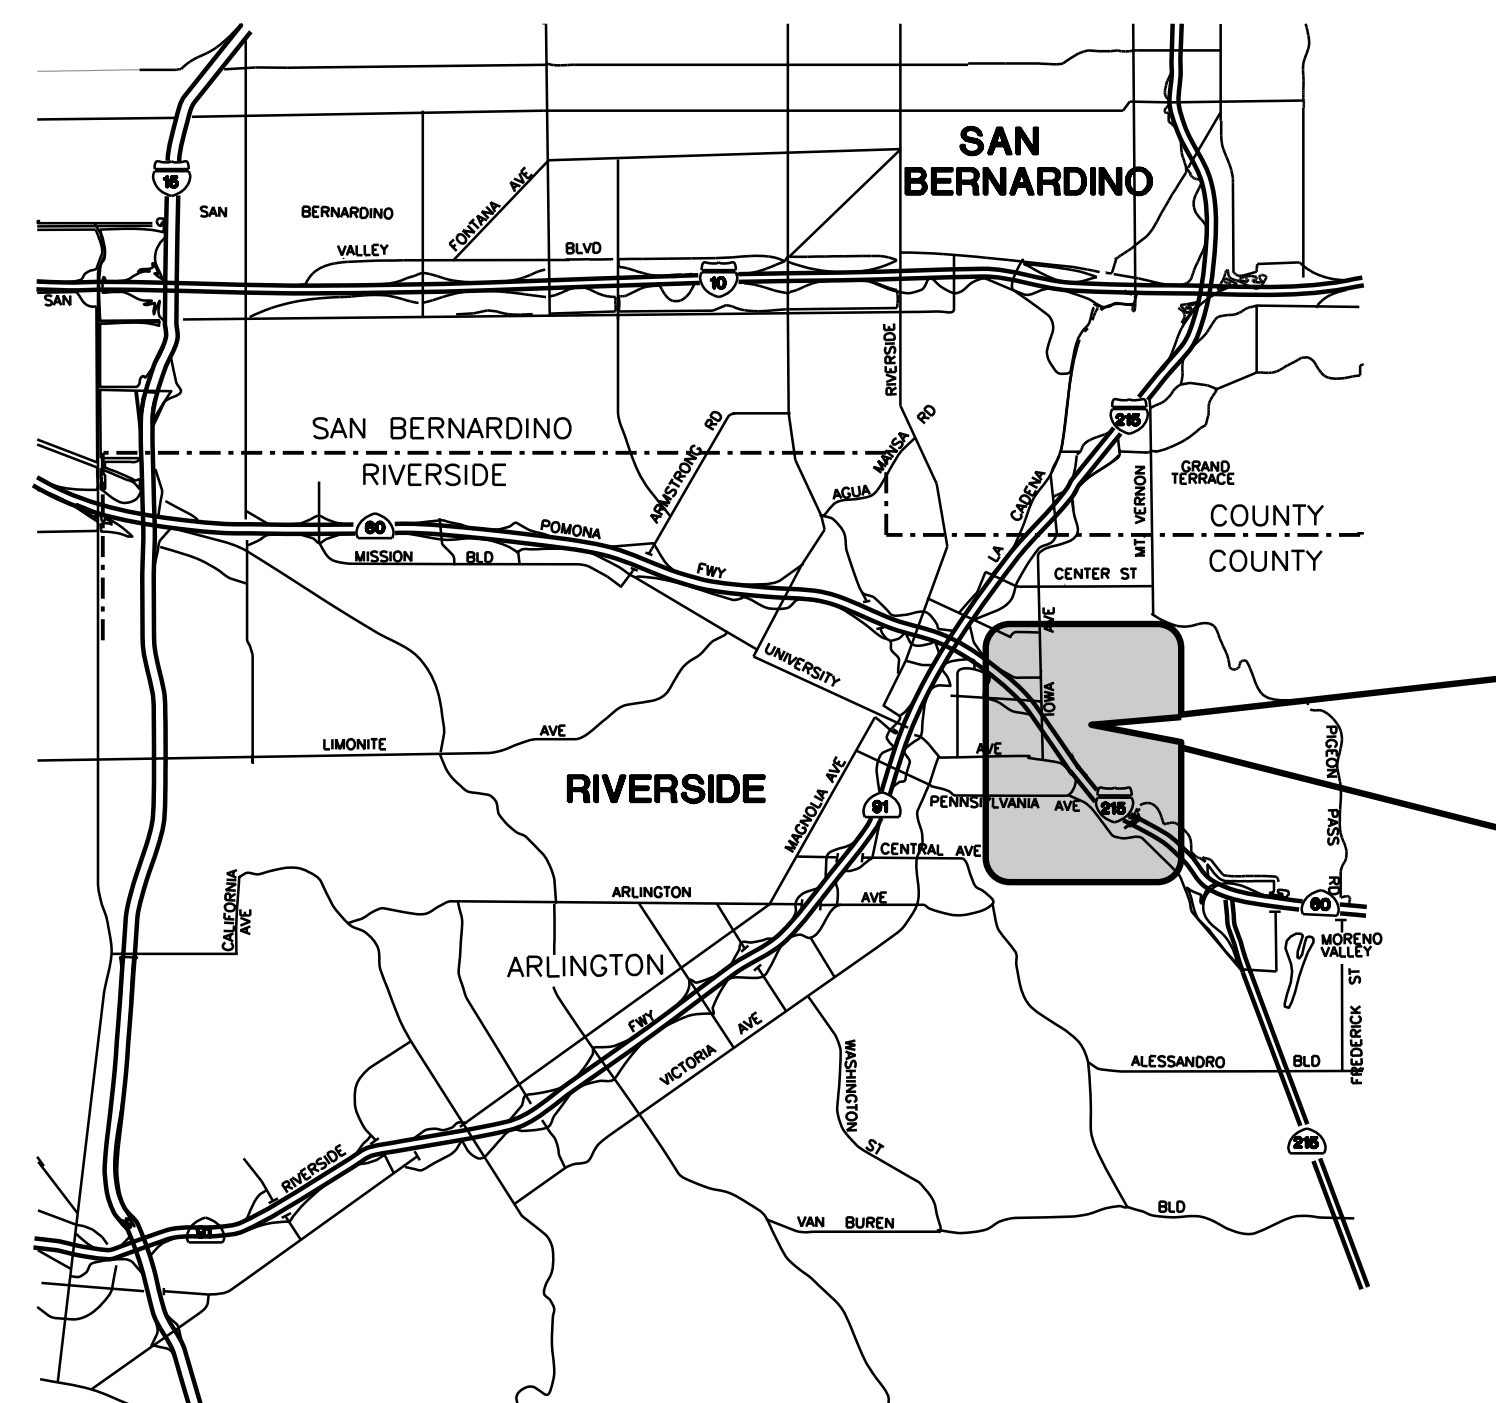 SAN
BERNARDINO
15
SAN BERNARDINO
FONTANA AVE
VALLEY BLVD
10
SAN
RIVERSIDE
215
SAN BERNARDINO
RIVERSIDE
ARMSTRONG RD
AGUA MANSA RD
LA CADENA
MT. VERNON
GRAND
TERRACE
COUNTY
COUNTY
60
POMONA
FWY
MISSION BLD
CENTER ST
IOWA AVE
UNIVERSITY
AVE
LIMONITE AVE
RIVERSIDE
MAGNOLIA AVE
91
PENNSYLVANIA AVE
215
PIGEON PASS RD
CENTRAL AVE
CALIFORNIA
AVE
ARLINGTON AVE
60
MORENO
VALLEY
ARLINGTON
FREDERICK ST
FWY
VICTORIA AVE
WASHINGTON ST
ALESSANDRO BLD
215
RIVERSIDE
91
VAN BUREN BLD